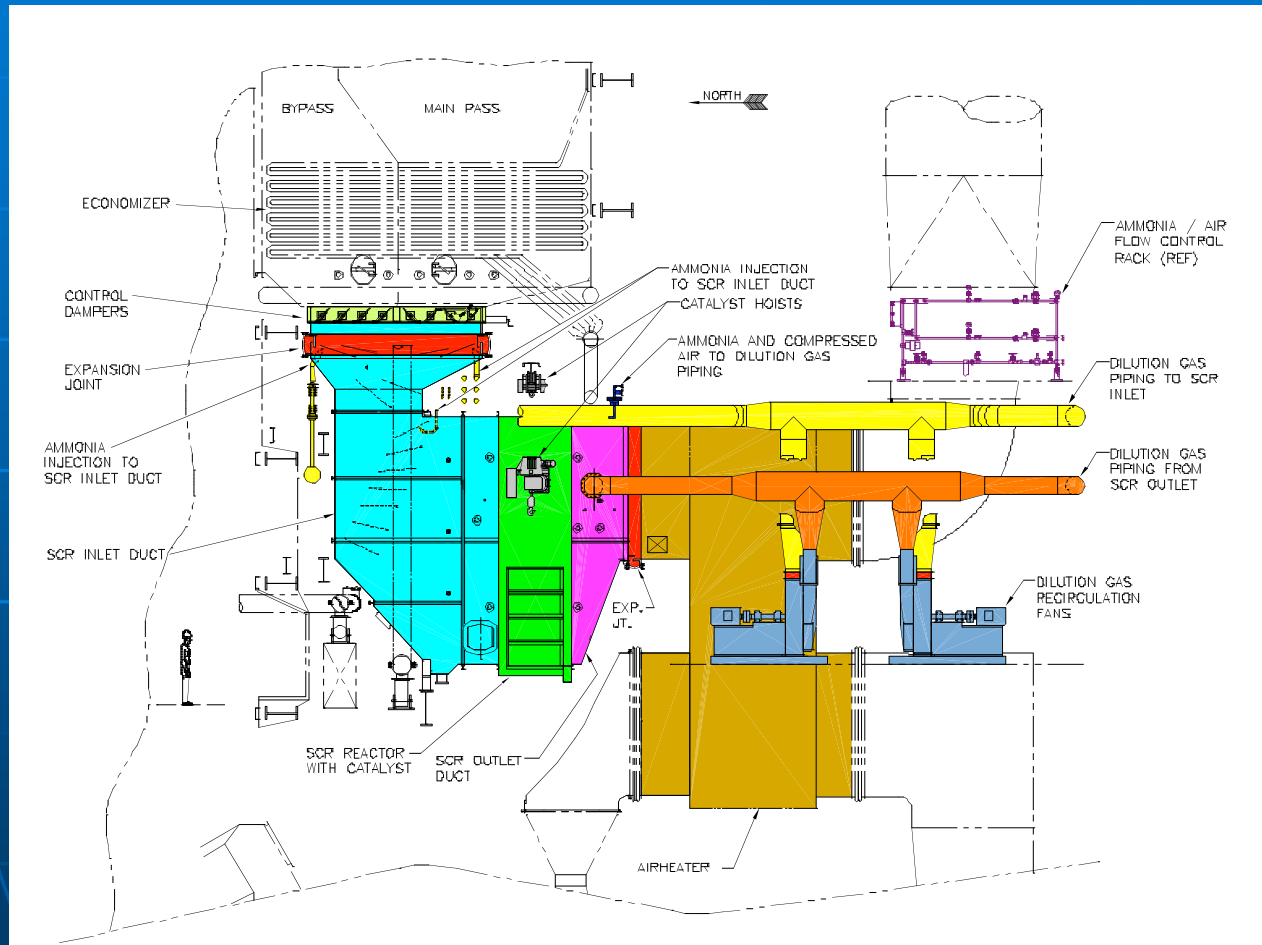 BYPASS
MAIN PASS
NORTH
ECONOMIZER
AMMONIA / AIR
FLOW CONTROL
RACK (REF)
AMMONIA INJECTION
TO SCR INLET DUCT
CATALYST HOISTS
CONTROL
DAMPERS
AMMONIA AND COMPRESSED
AIR TO DILUTION GAS
PIPING
EXPANSION
JOINT
DILUTION GAS
PIPING TO SCR
INLET
AMMONIA
INJECTION TO
SCR INLET DUCT
DILUTION GAS
PIPING FROM
SCR OUTLET
SCR INLET DUCT
DILUTION GAS
RECIRCULATION
FANS
EXP.
JT.
SCR REACTOR
WITH CATALYST
SCR OUTLET
DUCT
AIRHEATER